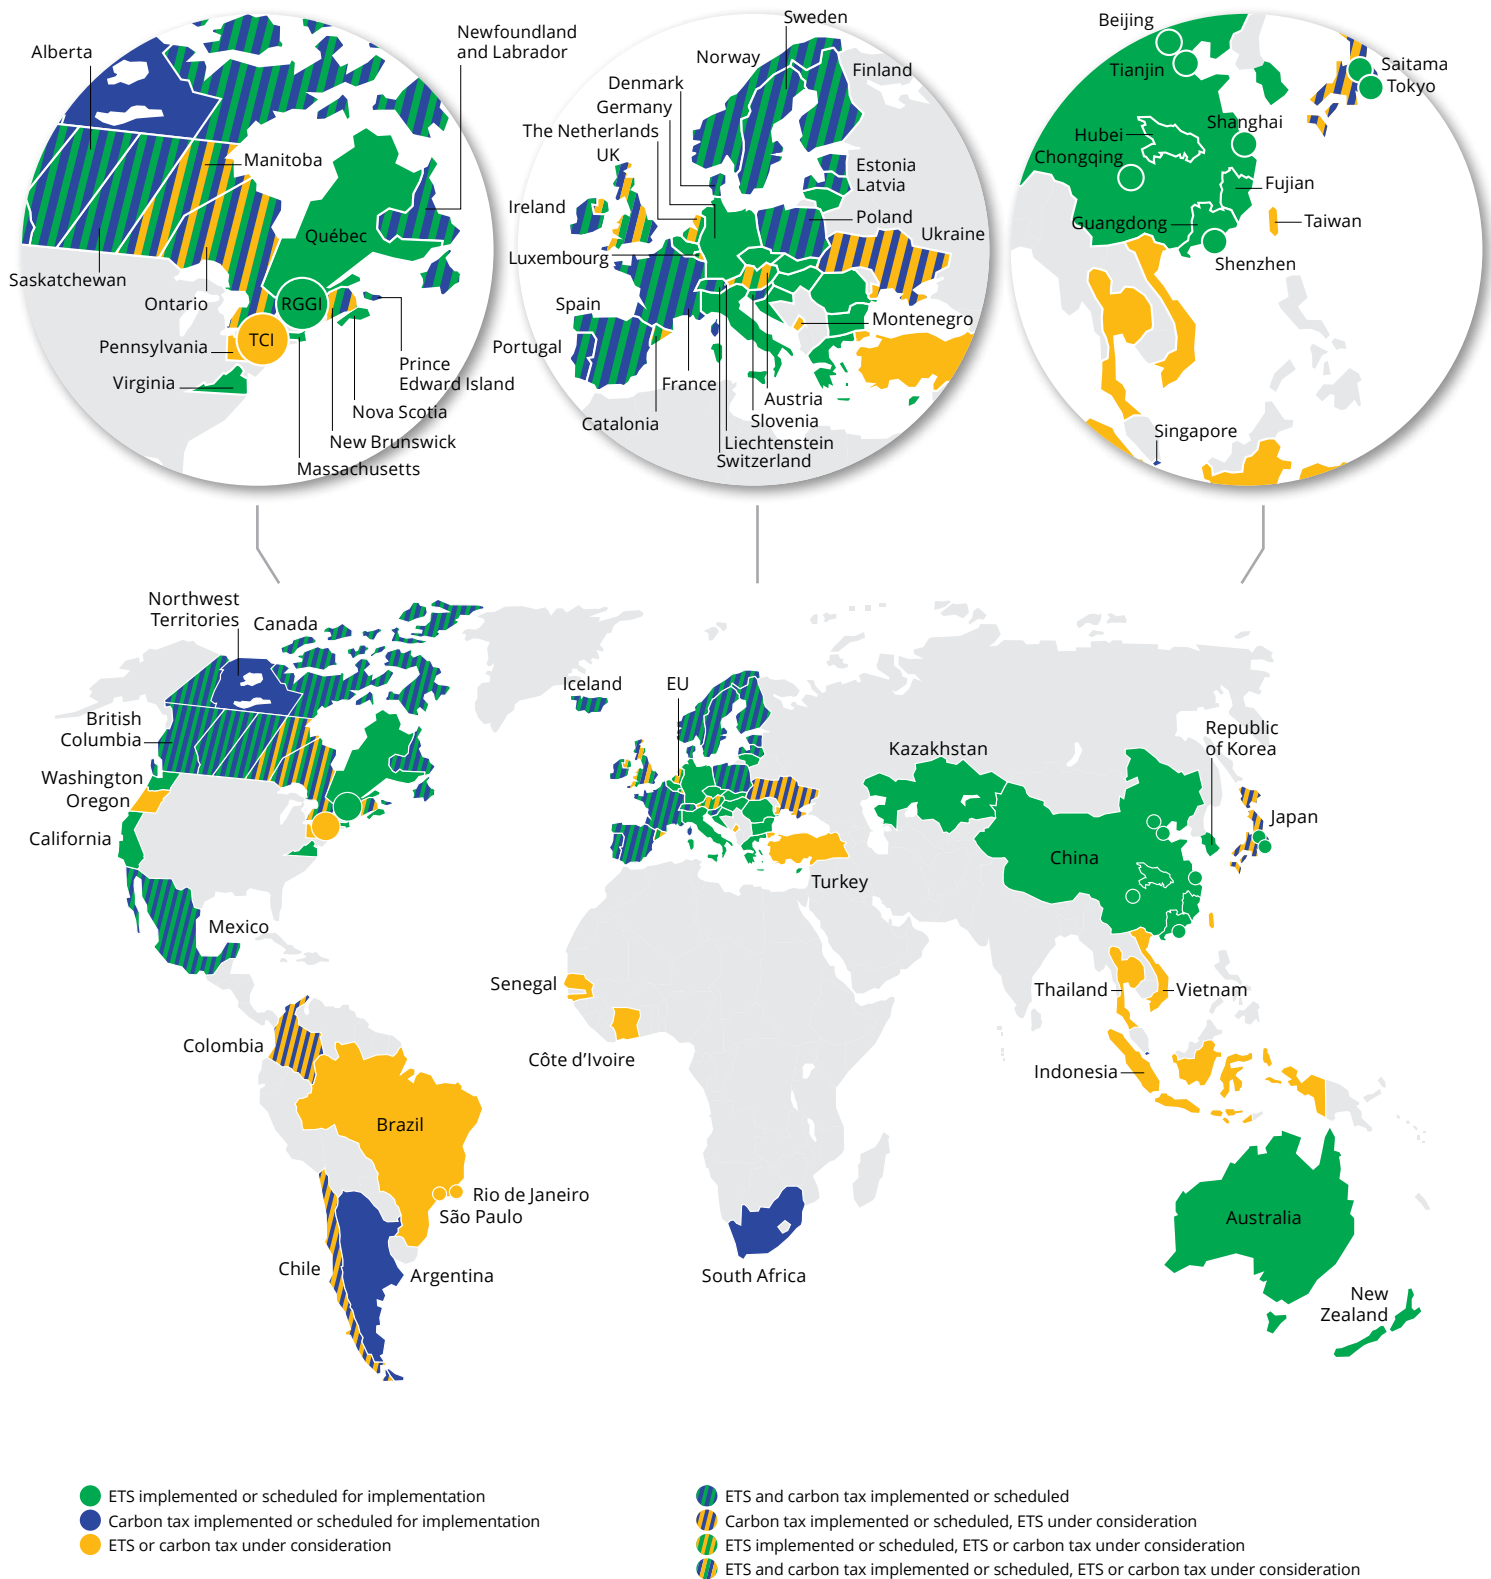 Alberta
Newfoundland
and Labrador
Manitoba
Québec
Saskatchewan
Ontario
RGGI
TCI
Pennsylvania
Virginia
Prince
Edward Island
Nova Scotia
New Brunswick
Massachusetts
Sweden
Norway
Finland
Denmark
Germany
The Netherlands
UK
Estonia
Latvia
Ireland
Poland
Ukraine
Luxembourg
Spain
Montenegro
Portugal
France
Austria
Catalonia
Slovenia
Liechtenstein
Switzerland
Beijing
Tianjin
Saitama
Tokyo
Shanghai
Hubei
Chongqing
Fujian
Guangdong
Taiwan
Shenzhen
Singapore
Northwest
Territories
Canada
British
Columbia
Washington
Oregon
California
Mexico
Iceland
EU
Kazakhstan
Republic
of Korea
Japan
China
Turkey
Senegal
Côte d’Ivoire
Thailand
Vietnam
Indonesia
Colombia
Brazil
Rio de Janeiro
São Paulo
Chile
Argentina
South Africa
Australia
New
Zealand
ETS implemented or scheduled for implementation
Carbon tax implemented or scheduled for implementation
ETS or carbon tax under consideration
ETS and carbon tax implemented or scheduled
Carbon tax implemented or scheduled, ETS under consideration
ETS implemented or scheduled, ETS or carbon tax under consideration
ETS and carbon tax implemented or scheduled, ETS or carbon tax under consideration